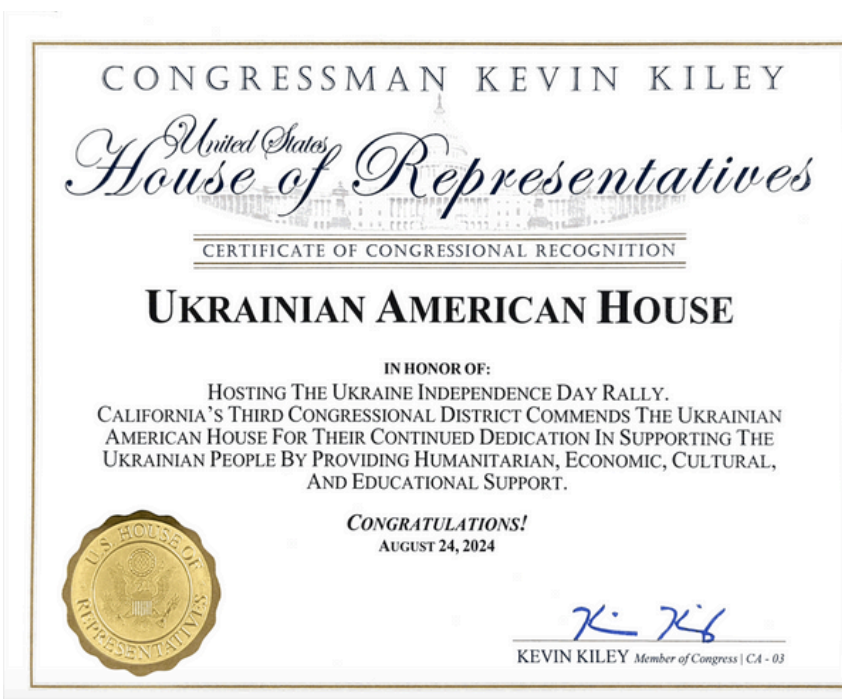 CONGRESSMAN KEVIN KILEY
United States
House of Representatives
CERTIFICATE OF CONGRESSIONAL RECOGNITION
UKRAINIAN AMERICAN HOUSE
IN HONOR OF:
HOSTING THE UKRAINE INDEPENDENCE DAY RALLY.
CALIFORNIA'S THIRD CONGRESSIONAL DISTRICT COMMENDS THE UKRAINIAN
AMERICAN HOUSE FOR THEIR CONTINUED DEDICATION IN SUPPORTING THE
UKRAINIAN PEOPLE BY PROVIDING HUMANITARIAN, ECONOMIC, CULTURAL,
AND EDUCATIONAL SUPPORT.
CONGRATULATIONS!
AUGUST 24, 2024
U.S. HOUSE OF
REPRESENTATIVES
KEVIN KILEY Member of Congress | CA - 03